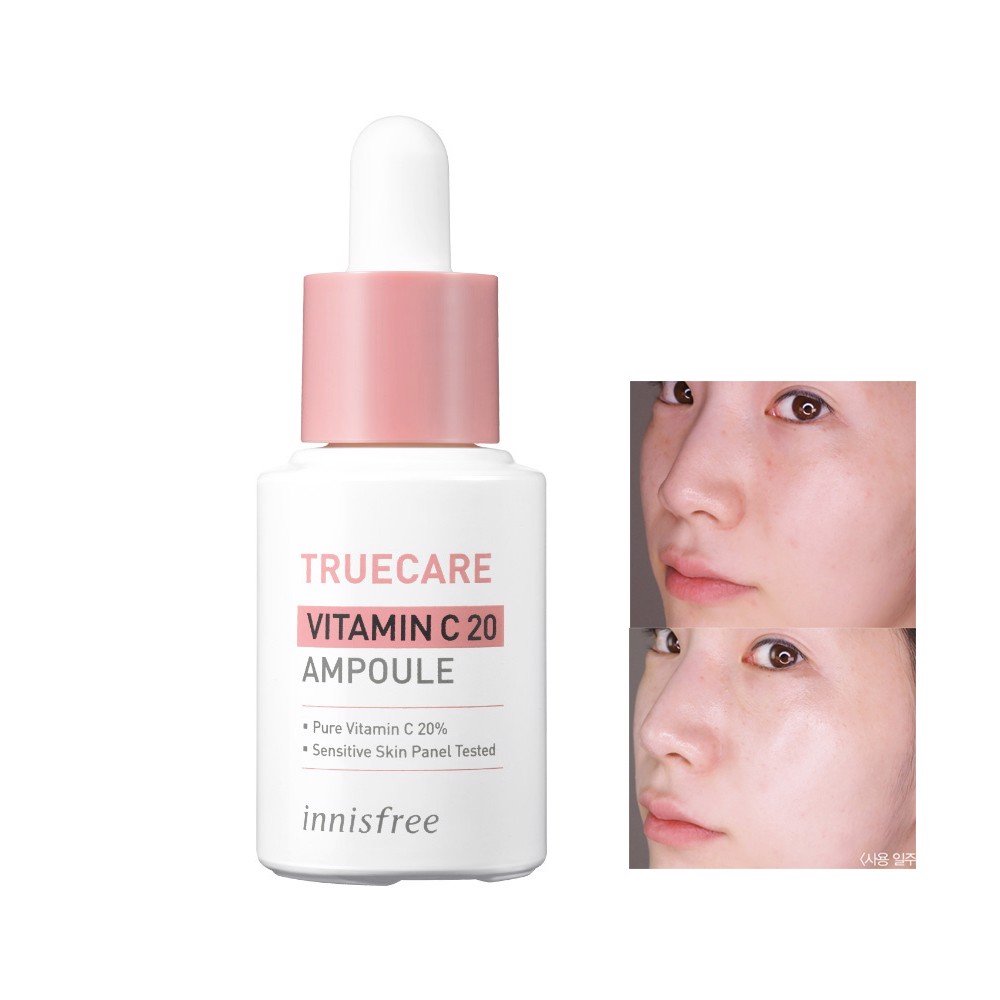 TRUECARE
VITAMIN C 20
AMPOULE
▪ Pure Vitamin C 20%
▪ Sensitive Skin Panel Tested
innisfree
<사용 일주